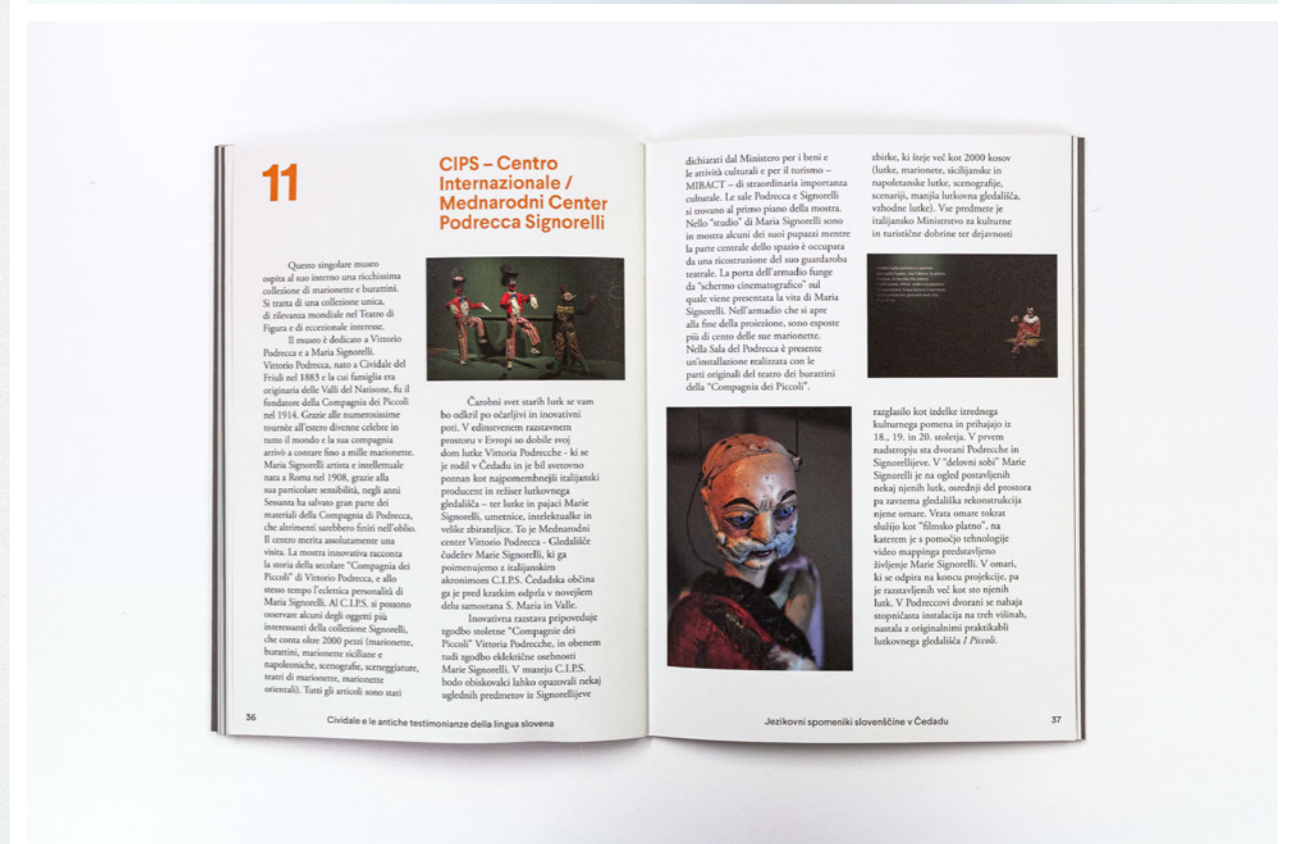 11
CIPS – Centro
Internazionale /
Mednarodni Center
Podrecca Signorelli
Questo singolare museo
ospita al suo interno una ricchissima
collezione di marionette e burattini.
Si tratta di una collezione unica,
di rilevanza mondiale nel Teatro di
Figura e di eccezionale interesse.
Il museo è dedicato a Vittorio
Podrecca e a Maria Signorelli.
Vittorio Podrecca, nato a Cividale del
Friuli nel 1883 e la cui famiglia era
originaria delle Valli del Natisone, fu il
fondatore della Compagnia dei Piccoli
nel 1914. Grazie alle numerosissime
tournèe all'estero divenne celebre in
tutto il mondo e la sua compagnia
arrivò a contare fino a mille marionette.
Maria Signorelli artista e intellettuale
nata a Roma nel 1908, grazie alla
sua particolare sensibilità, negli anni
Sessanta ha salvato gran parte dei
materiali della Compagnia di Podrecca,
che altrimenti sarebbero finiti nell'oblio.
Il centro merita assolutamente una
visita. La mostra innovativa racconta
la storia della secolare "Compagnia dei
Piccoli" di Vittorio Podrecca, e allo
stesso tempo l'eclettica personalità di
Maria Signorelli. Al C.I.P.S. si possono
osservare alcuni degli oggetti più
interessanti della collezione Signorelli,
che conta oltre 2000 pezzi (marionette,
burattini, marionette siciliane e
napoleoniche, scenografie, sceneggiature,
teatri di marionette, marionette
orientali). Tutti gli articoli sono stati
Čarobni svet starih lutk se vam
bo odkril po očarljivi in inovativni
poti. V edinstvenem razstavnem
prostoru v Evropi so dobile svoj
dom lutke Vittoria Podrecche - ki se
je rodil v Čedadu in je bil svetovno
poznan kot najpomembnejši italijanski
producent in režiser lutkovnega
gledališča – ter lutke in pajaci Marie
Signorelli, umetnice, intelektualke in
velike zbirateljice. To je Mednarodni
center Vittorio Podrecca - Gledališče
čudežev Marie Signorelli, ki ga
poimenujemo z italijanskim
akronimom C.I.P.S. Čedadska občina
ga je pred kratkim odprla v novejšem
delu samostana S. Maria in Valle.
Inovativna razstava pripoveduje
zgodbo stoletne "Compagnie dei
Piccoli" Vittoria Podrecche, in obenem
tudi zgodbo eklektične osebnosti
Marie Signorelli. V muzeju C.I.P.S.
bodo obiskovalci lahko opazovali nekaj
uglednih predmetov iz Signorellijeve
36
Cividale e le antiche testimonianze della lingua slovena
dichiarati dal Ministero per i beni e
le attività culturali e per il turismo –
MIBACT – di straordinaria importanza
culturale. Le sale Podrecca e Signorelli
si trovano al primo piano della mostra.
Nello "studio" di Maria Signorelli sono
in mostra alcuni dei suoi pupazzi mentre
la parte centrale dello spazio è occupata
da una ricostruzione del suo guardaroba
teatrale. La porta dell'armadio funge
da "schermo cinematografico" sul
quale viene presentata la vita di Maria
Signorelli. Nell'armadio che si apre
alla fine della proiezione, sono esposte
più di cento delle sue marionette.
Nella Sala del Podrecca è presente
un'installazione realizzata con le
parti originali del teatro dei burattini
della "Compagnia dei Piccoli".
zbirke, ki šteje več kot 2000 kosov
(lutke, marionete, sicilijanske in
napoletanske lutke, scenografije,
scenariji, manjša lutkovna gledališča,
vzhodne lutke). Vse predmete je
italijansko Ministrstvo za kulturne
in turistične dobrine ter dejavnosti
razglasilo kot izdelke izrednega
kulturnega pomena in prihajajo iz
18., 19. in 20. stoletja. V prvem
nadstropju sta dvorani Podrecche in
Signorellijeve. V "delovni sobi" Marie
Signorelli je na ogled postavljenih
nekaj njenih lutk, osrednji del prostora
pa zavzema gledališka rekonstrukcija
njene omare. Vrata omare tokrat
služijo kot "filmsko platno", na
katerem je s pomočjo tehnologije
video mappinga predstavljeno
življenje Marie Signorelli. V omari,
ki se odpira na koncu projekcije, pa
je razstavljenih več kot sto njenih
lutk. V Podreccovi dvorani se nahaja
stopničasta instalacija na treh višinah,
nastala z originalnimi praktikabli
lutkovnega gledališča I Piccoli.
Jezikovni spomeniki slovenščine v Čedadu
37